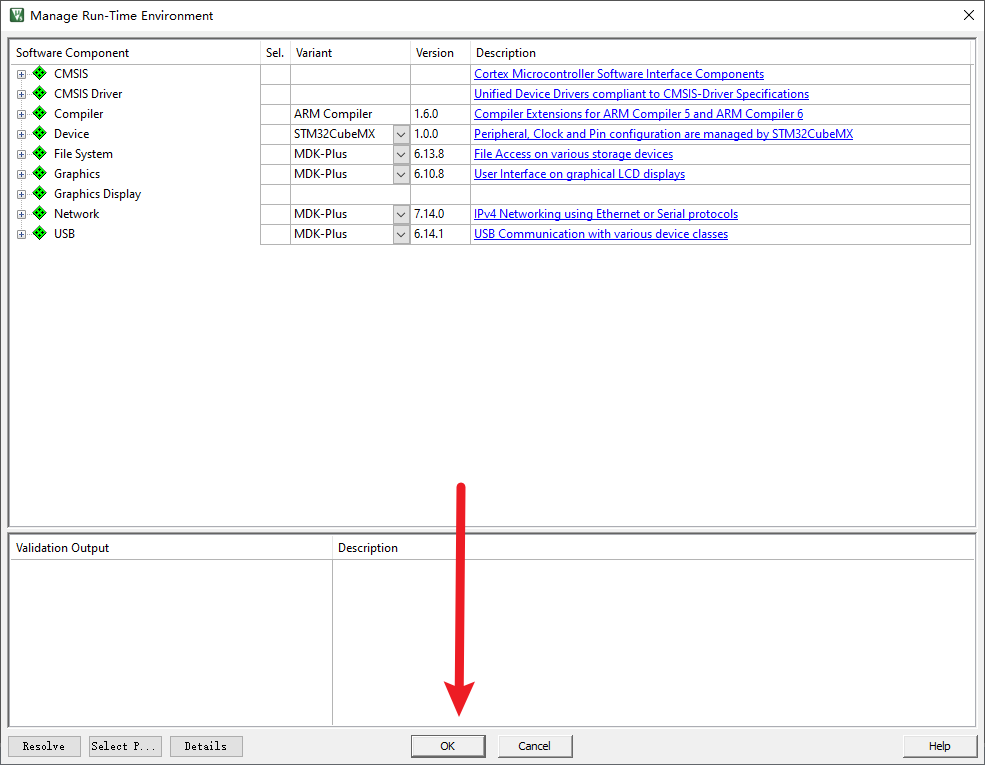 Manage Run-Time Environment
Software Component Sel. Variant Version Description
CMSIS Cortex Microcontroller Software Interface Components
CMSIS Driver Unified Device Drivers compliant to CMSIS-Driver Specifications
Compiler ARM Compiler 1.6.0 Compiler Extensions for ARM Compiler 5 and ARM Compiler 6
Device STM32CubeMX 1.0.0 Peripheral, Clock and Pin configuration are managed by STM32CubeMX
File System MDK-Plus 6.13.8 File Access on various storage devices
Graphics MDK-Plus 6.10.8 User Interface on graphical LCD displays
Graphics Display
Network MDK-Plus 7.14.0 IPv4 Networking using Ethernet or Serial protocols
USB MDK-Plus 6.14.1 USB Communication with various device classes
Validation Output Description
Resolve Select P... Details OK Cancel Help